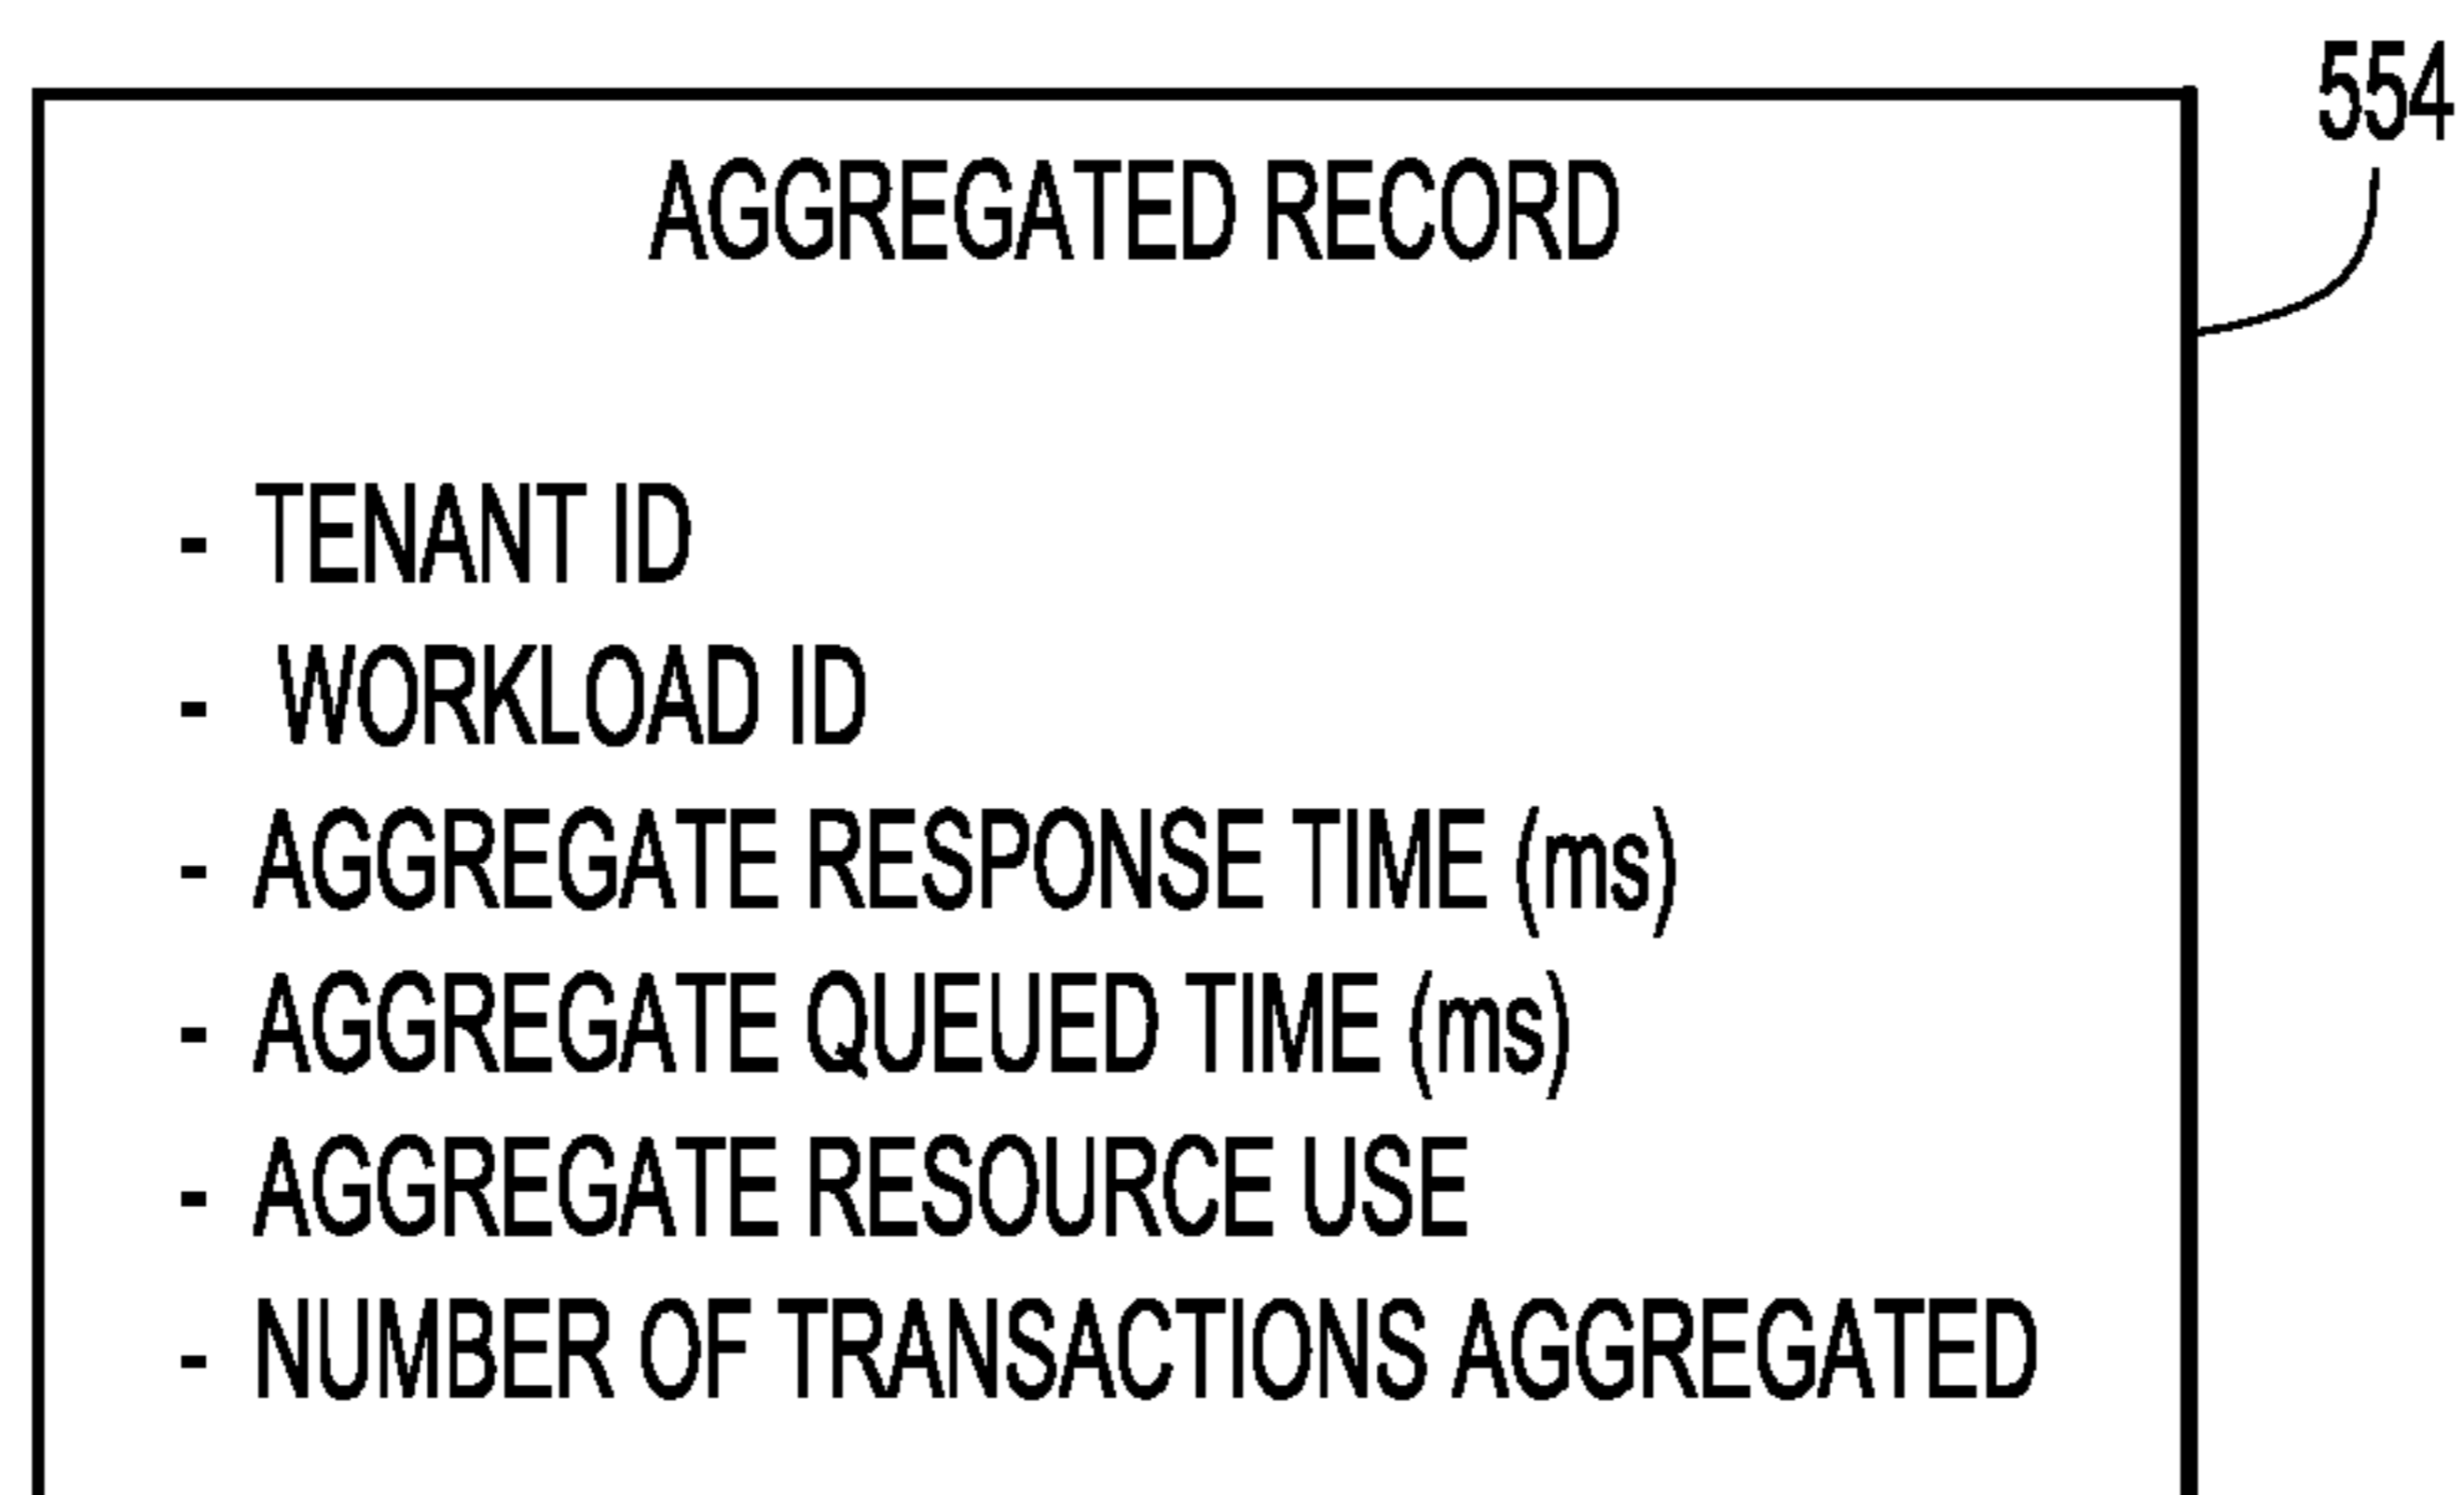 554
AGGREGATED RECORD
- TENANT ID
- WORKLOAD ID
- AGGREGATE RESPONSE TIME (ms)
- AGGREGATE QUEUED TIME (ms)
- AGGREGATE RESOURCE USE
- NUMBER OF TRANSACTIONS AGGREGATED